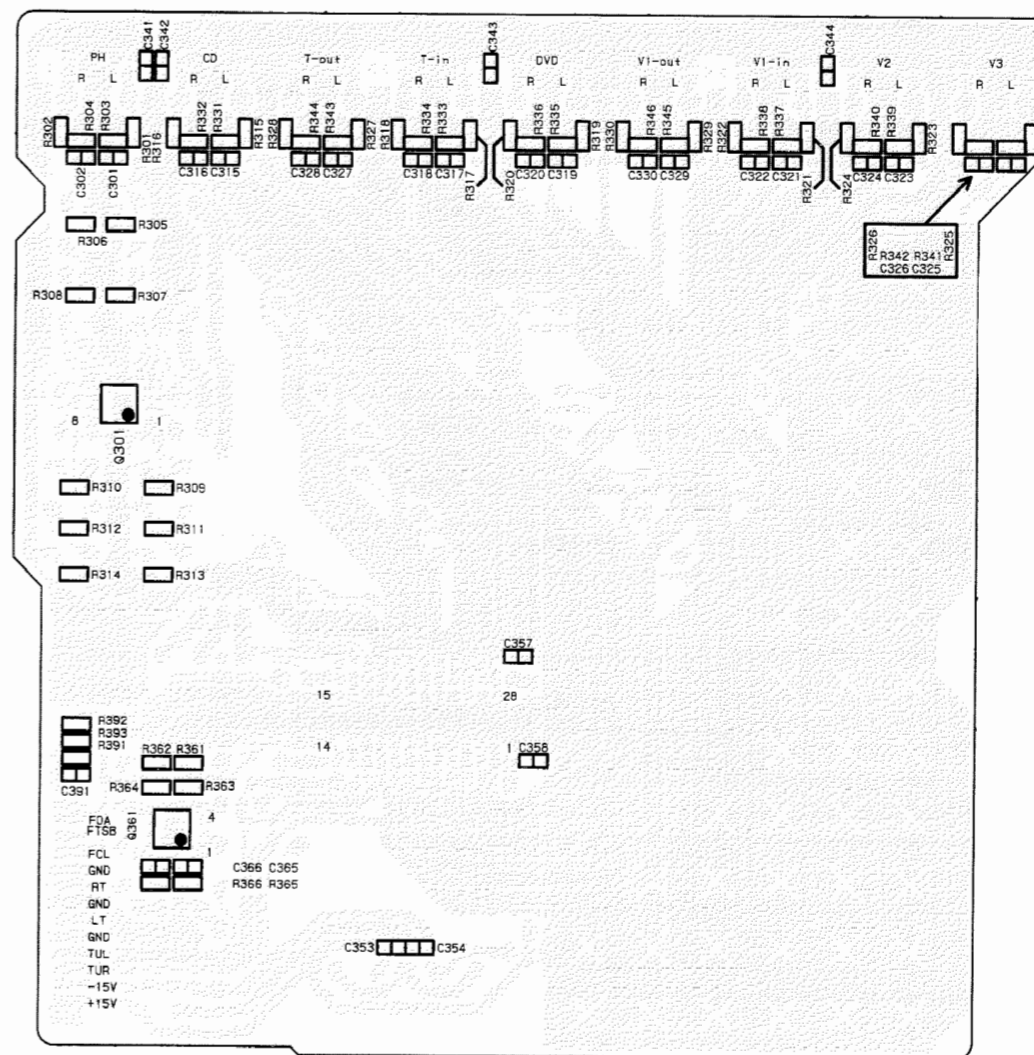 C341 C342 C343 C344
PH CD T-out T-in DVD V1-out V1-in V2 V3
R L R L R L R L R L R L R L R L R L
R302 R304 R303 R301 R316 R332 R331 R315 R328 R344 R343 R327 R318 R334 R333 R317 R320 R336 R335 R319 R330 R346 R345 R329 R322 R338 R337 R321 R324 R340 R339 R323
C302 C301 C316 C315 C328 C327 C318 C317 C320 C319 C330 C329 C322 C321 C324 C323
R306 R305
R326 R342 R341 R325
C326 C325
R308 R307
8 1
Q301
R310 R309
R312 R311
R314 R313
C357
15 28
R392
R393
R391
14 1 C358
R362 R361
C391
R364 R363
FDA
FTSB
Q361 4
FCL 1
GND C366 C365
RT R366 R365
GND
LT
GND
TUL C353 C354
TUR
-15V
+15V